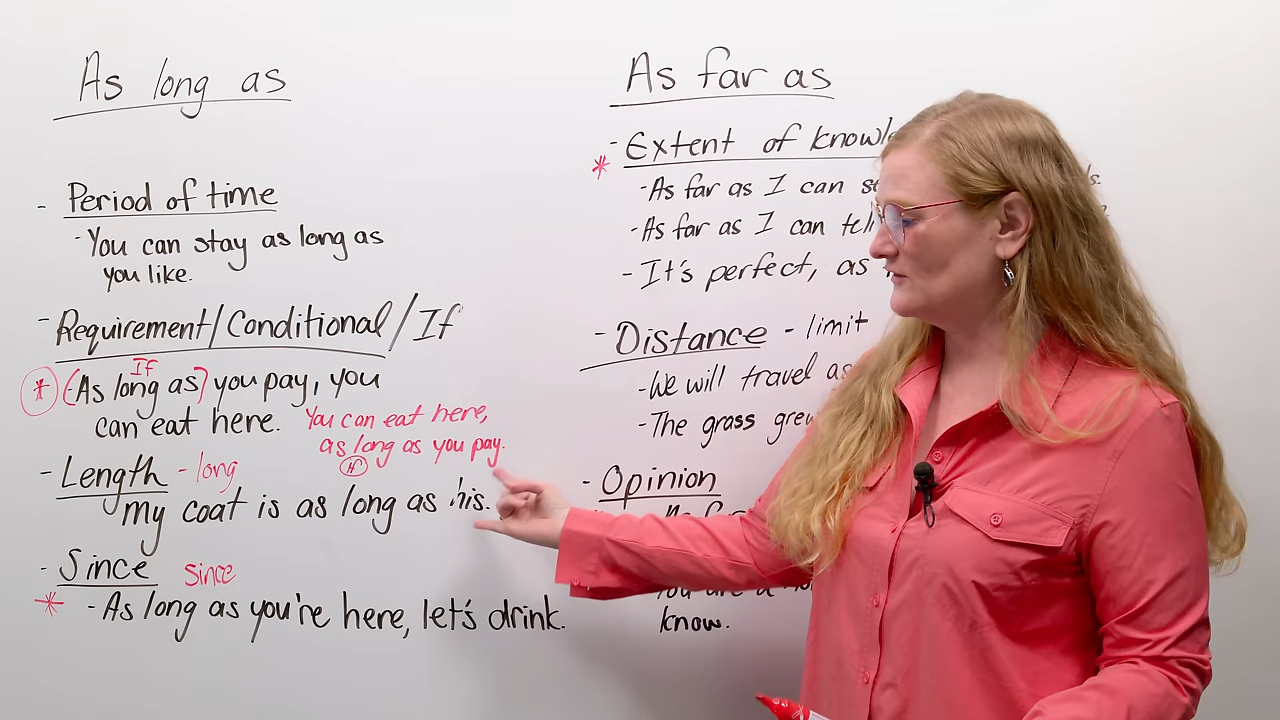 As long as
- Period of time
- You can stay as long as
you like.
- Requirement/Conditional/If
If
* (-As long as) you pay, you
can eat here.
You can eat here,
as long as you pay.
If
- Length - long
My coat is as long as his.
- Since since
* - As long as you're here, let's drink.
As far as
- Extent of
* - As far as I can
- As far as I can
- It's perfect, as
- Distance - limit
- We will travel as
- The grass grew
- Opinion
know.